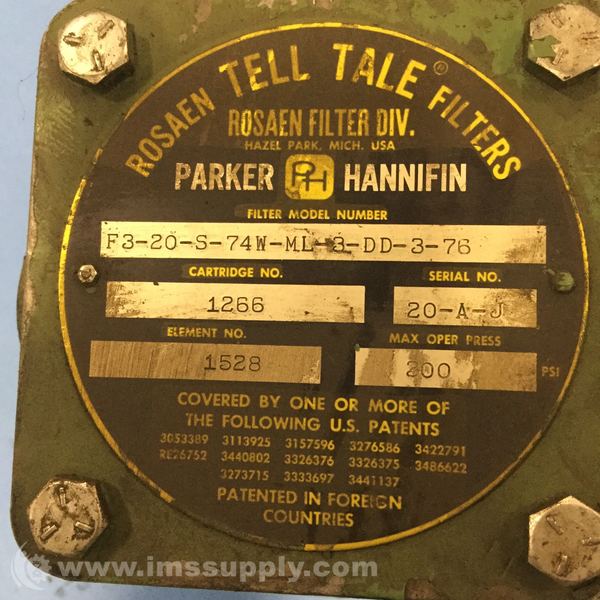 ROSAEN TELL TALE® FILTERS
ROSAEN FILTER DIV.
HAZEL PARK, MICH. USA
PARKER PH HANNIFIN
FILTER MODEL NUMBER
F3-20-S-74W-ML-3-DD-3-76
CARTRIDGE NO. SERIAL NO.
1266 20-A-J
ELEMENT NO. MAX OPER PRESS
1528 200 PSI
COVERED BY ONE OR MORE OF
THE FOLLOWING U.S. PATENTS
3053389 3113925 3157596 3276586 3422791
RE26752 3440802 3326376 3326375 3486622
3273715 3333697 3441137
PATENTED IN FOREIGN
COUNTRIES
© www.imssupply.com